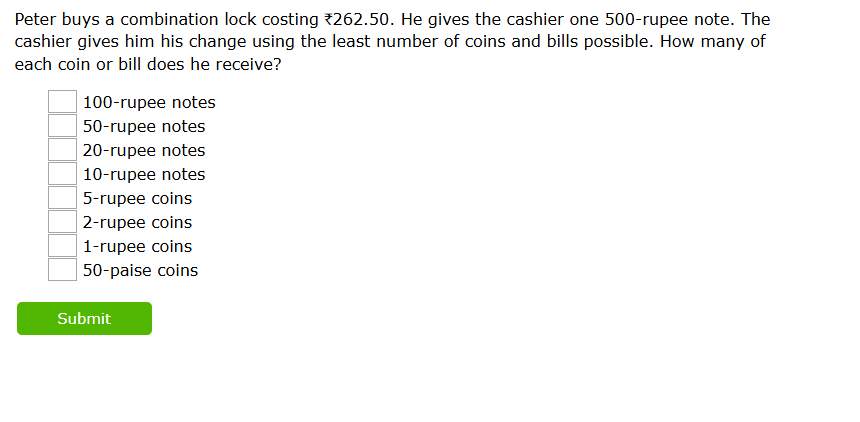 Peter buys a combination lock costing ₹262.50. He gives the cashier one 500-rupee note. The
cashier gives him his change using the least number of coins and bills possible. How many of
each coin or bill does he receive?
100-rupee notes
50-rupee notes
20-rupee notes
10-rupee notes
5-rupee coins
2-rupee coins
1-rupee coins
50-paise coins
Submit